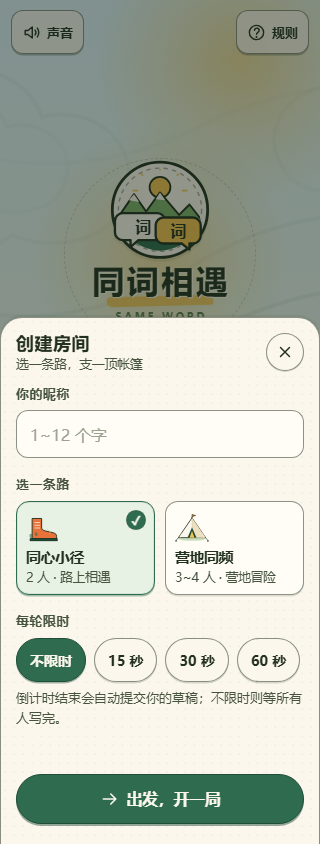 声音
规则
词
词
同词相遇
SAME WORD
创建房间
选一条路，支一顶帐篷
你的昵称
1~12 个字
选一条路
同心小径
2 人 · 路上相遇
营地同频
3~4 人 · 营地冒险
每轮限时
不限时
15 秒
30 秒
60 秒
倒计时结束会自动提交你的草稿；不限时则等所有
人写完。
出发，开一局